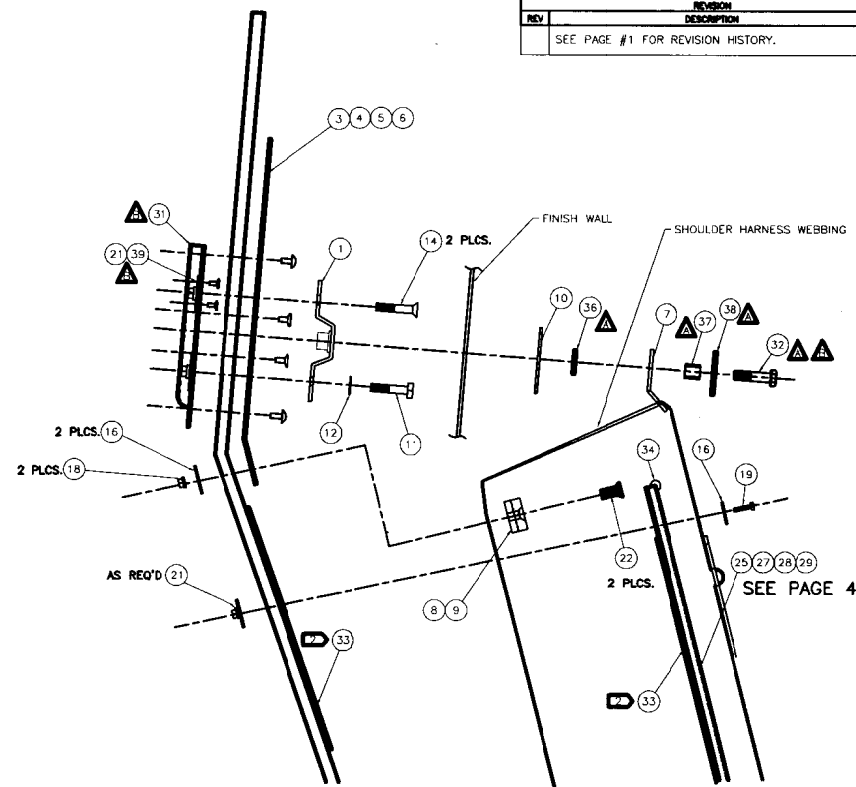 REVISION
REV DESCRIPTION
SEE PAGE #1 FOR REVISION HISTORY.
3 4 5 6
31
21 39
1
14 2 PLCS.
FINISH WALL
SHOULDER HARNESS WEBBING
10
36 A
7
A 37
38 A
32 A
12
11
2 PLCS. 16
2 PLCS. 18
34
16
19
22
2 PLCS.
8 9
AS REQ'D 21
25 27 28 29
SEE PAGE 4
2 33
2 33